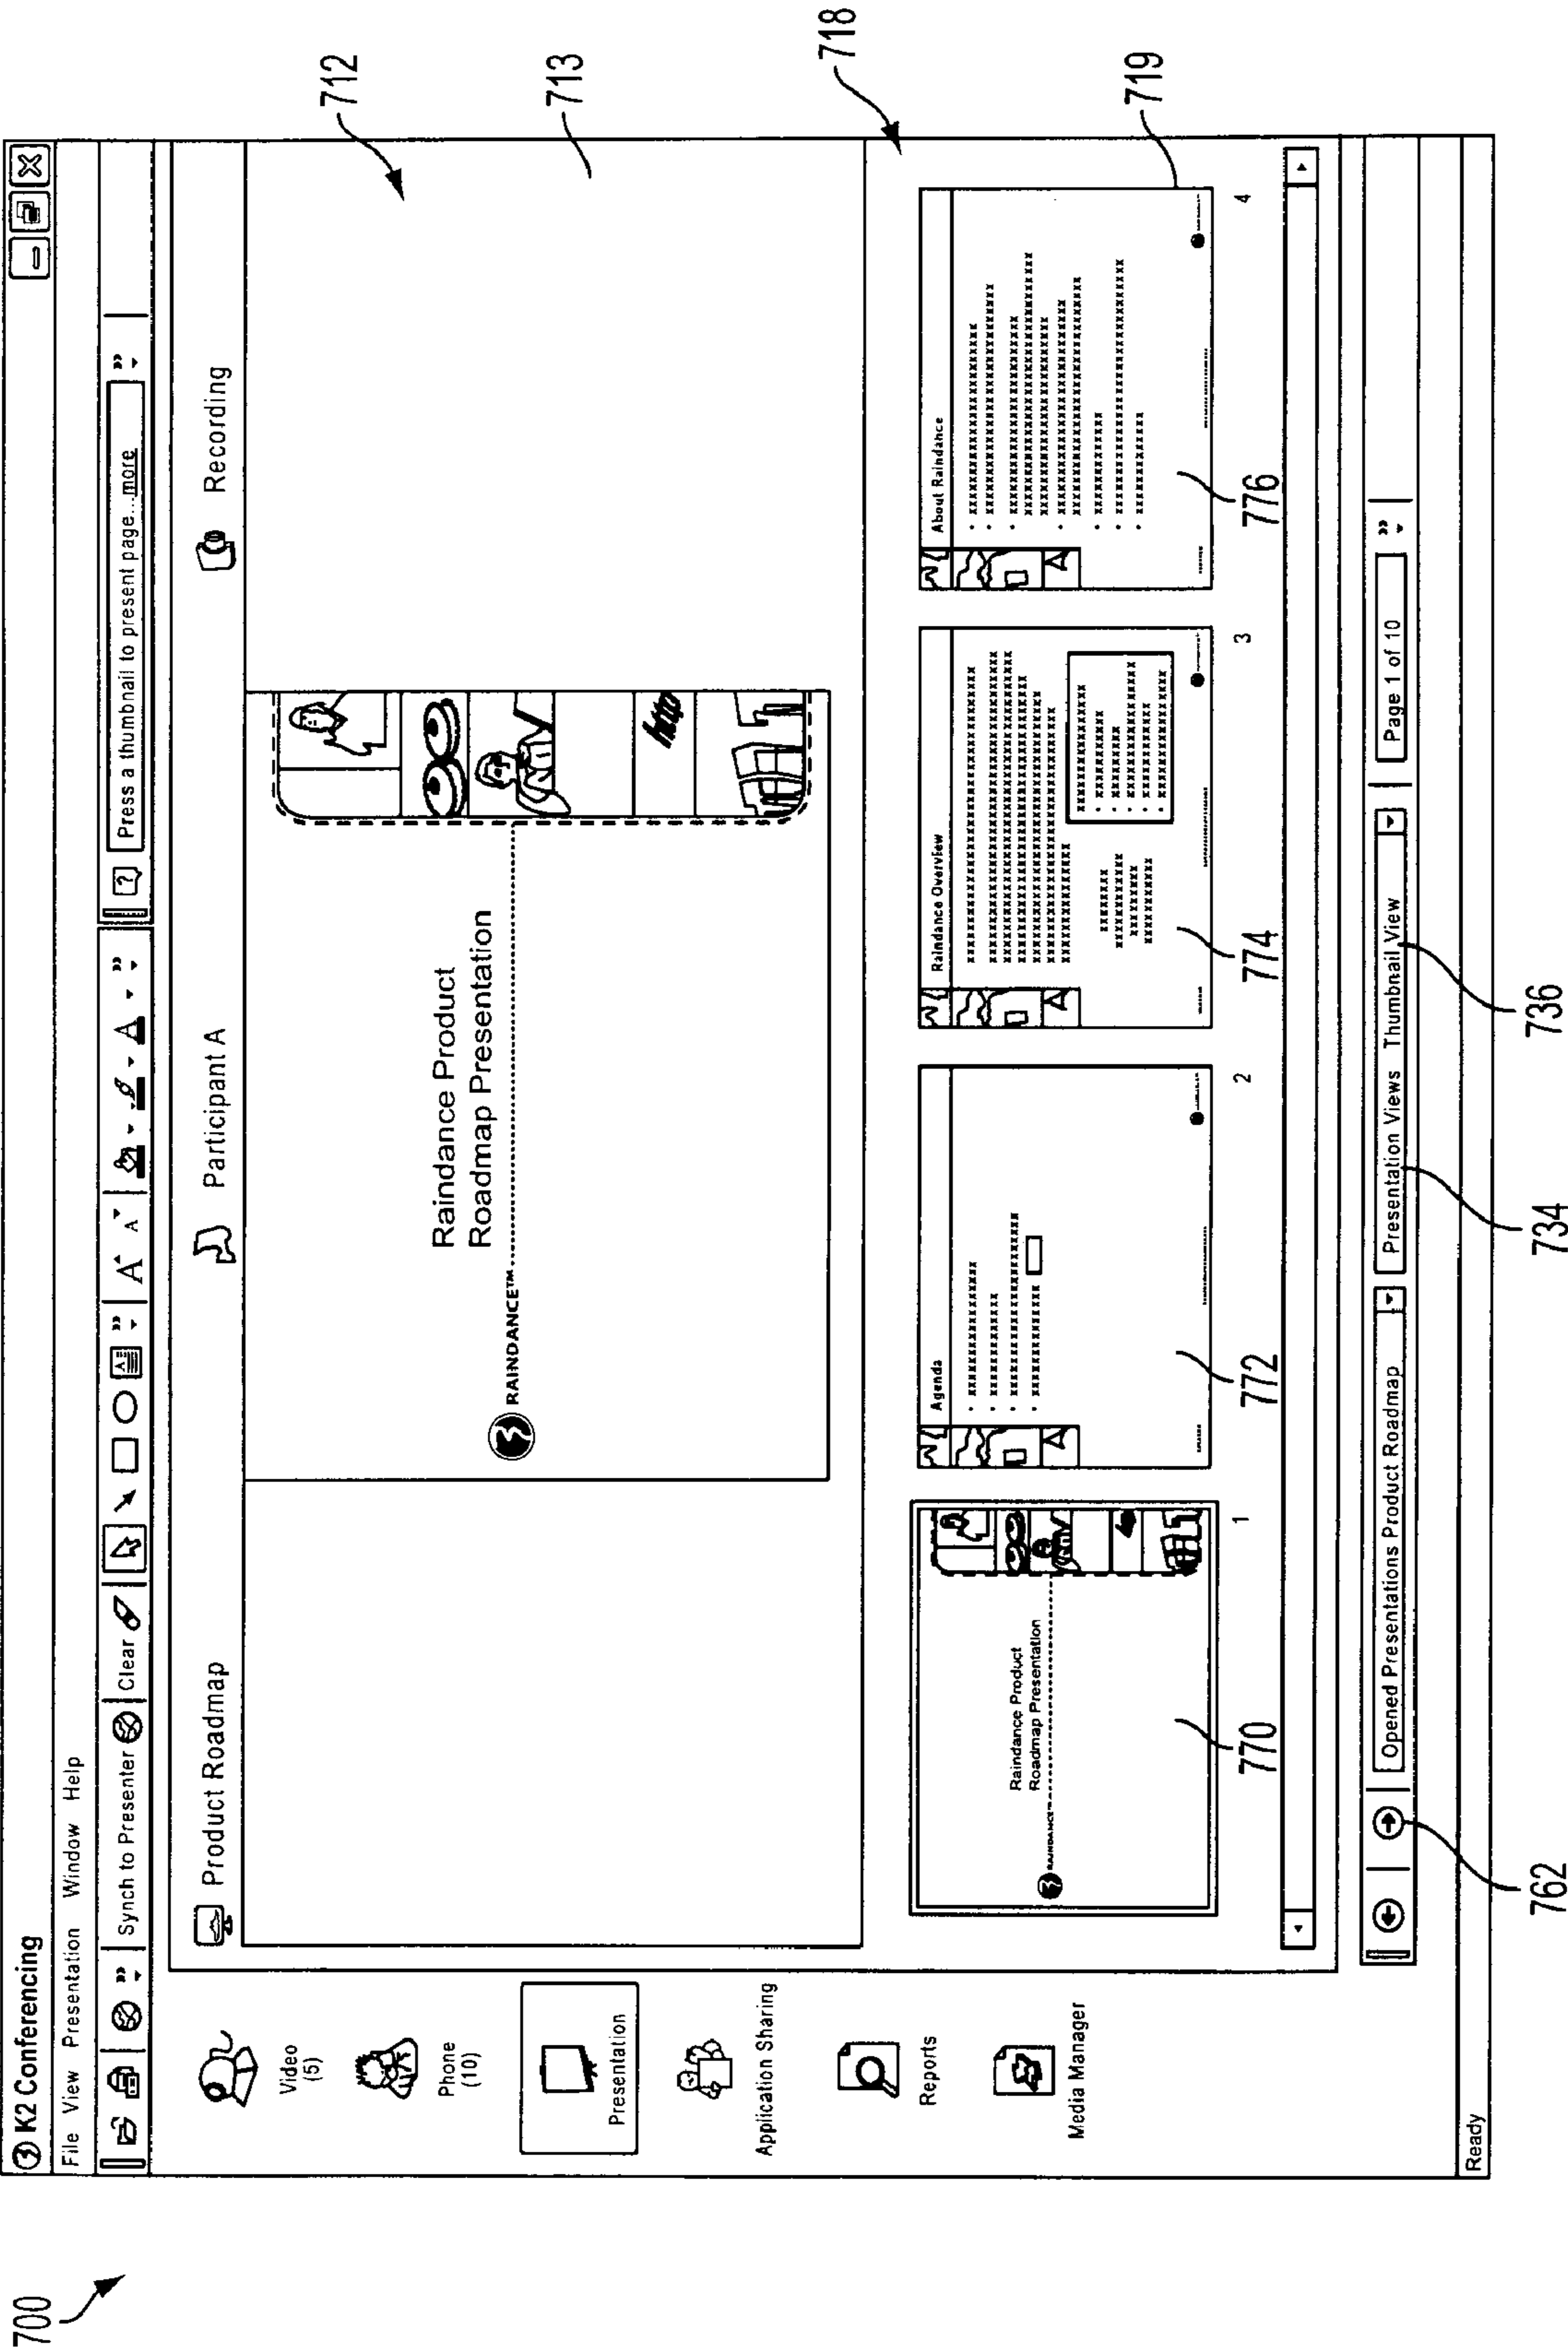 700
K2 Conferencing
File View Presentation Window Help
Synch to Presenter
Clear
A A
A
?
Press a thumbnail to present page...more
Video
(5)
Phone
(10)
Presentation
Application Sharing
Reports
Media Manager
Product Roadmap
Participant A
Recording
712
713
RAINDANCE™
Raindance Product
Roadmap Presentation
http
718
719
Raindance Product
Roadmap Presentation
RAINDANCE™
770
1
Agenda
772
2
Raindance Overview
774
3
About Raindance
776
4
Opened Presentations Product Roadmap
Presentation Views Thumbnail View
Page 1 of 10
762
734
736
Ready